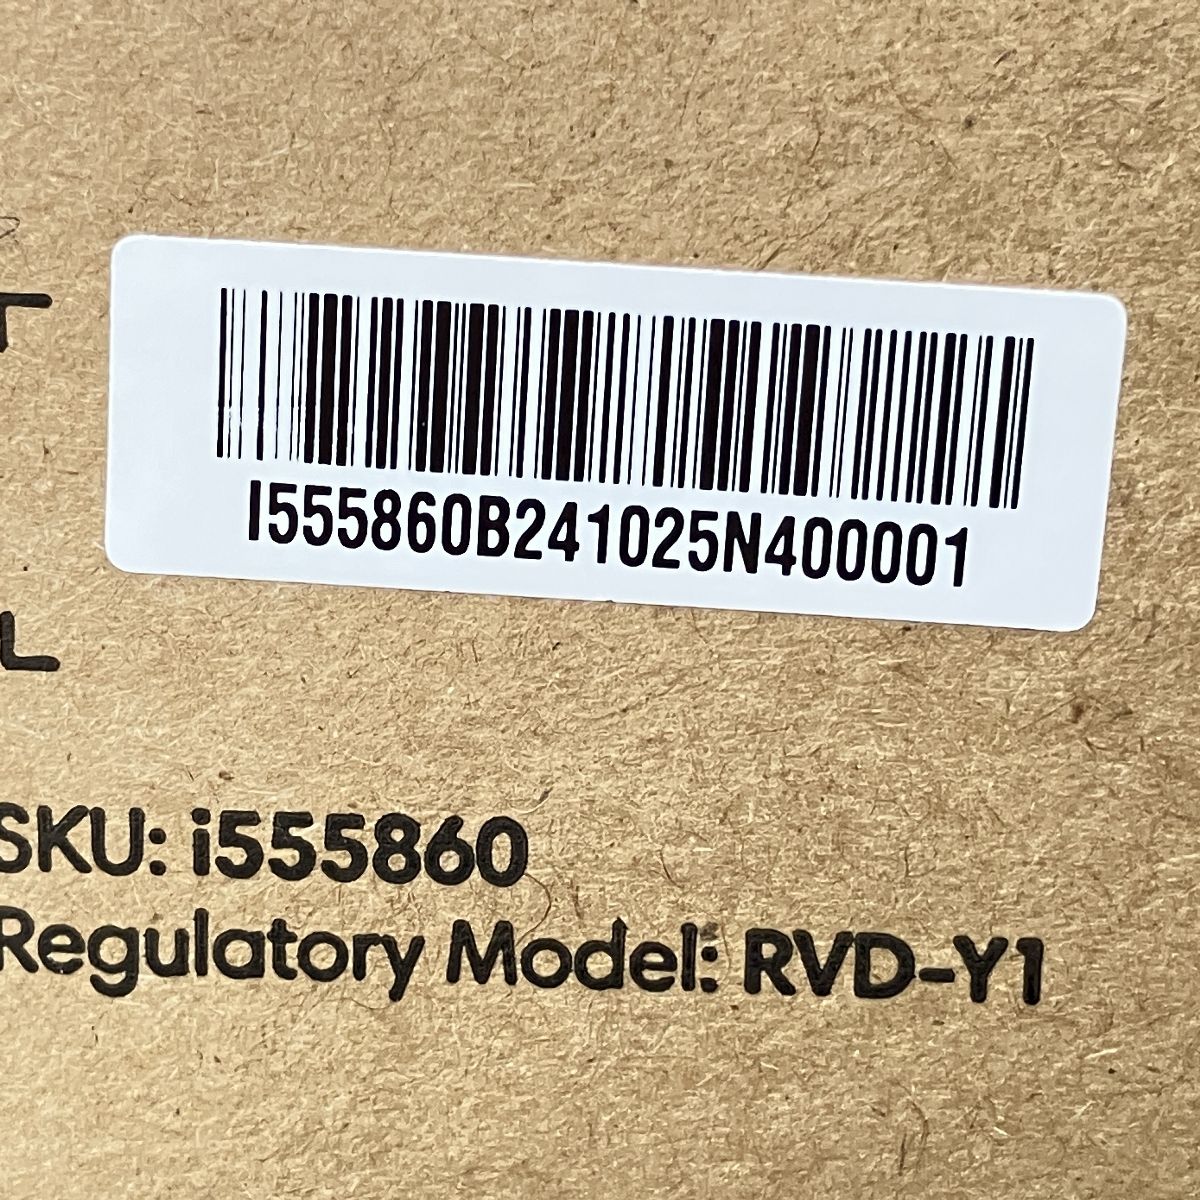 T
I555860B241025N400001
L
SKU: i555860
Regulatory Model: RVD-Y1